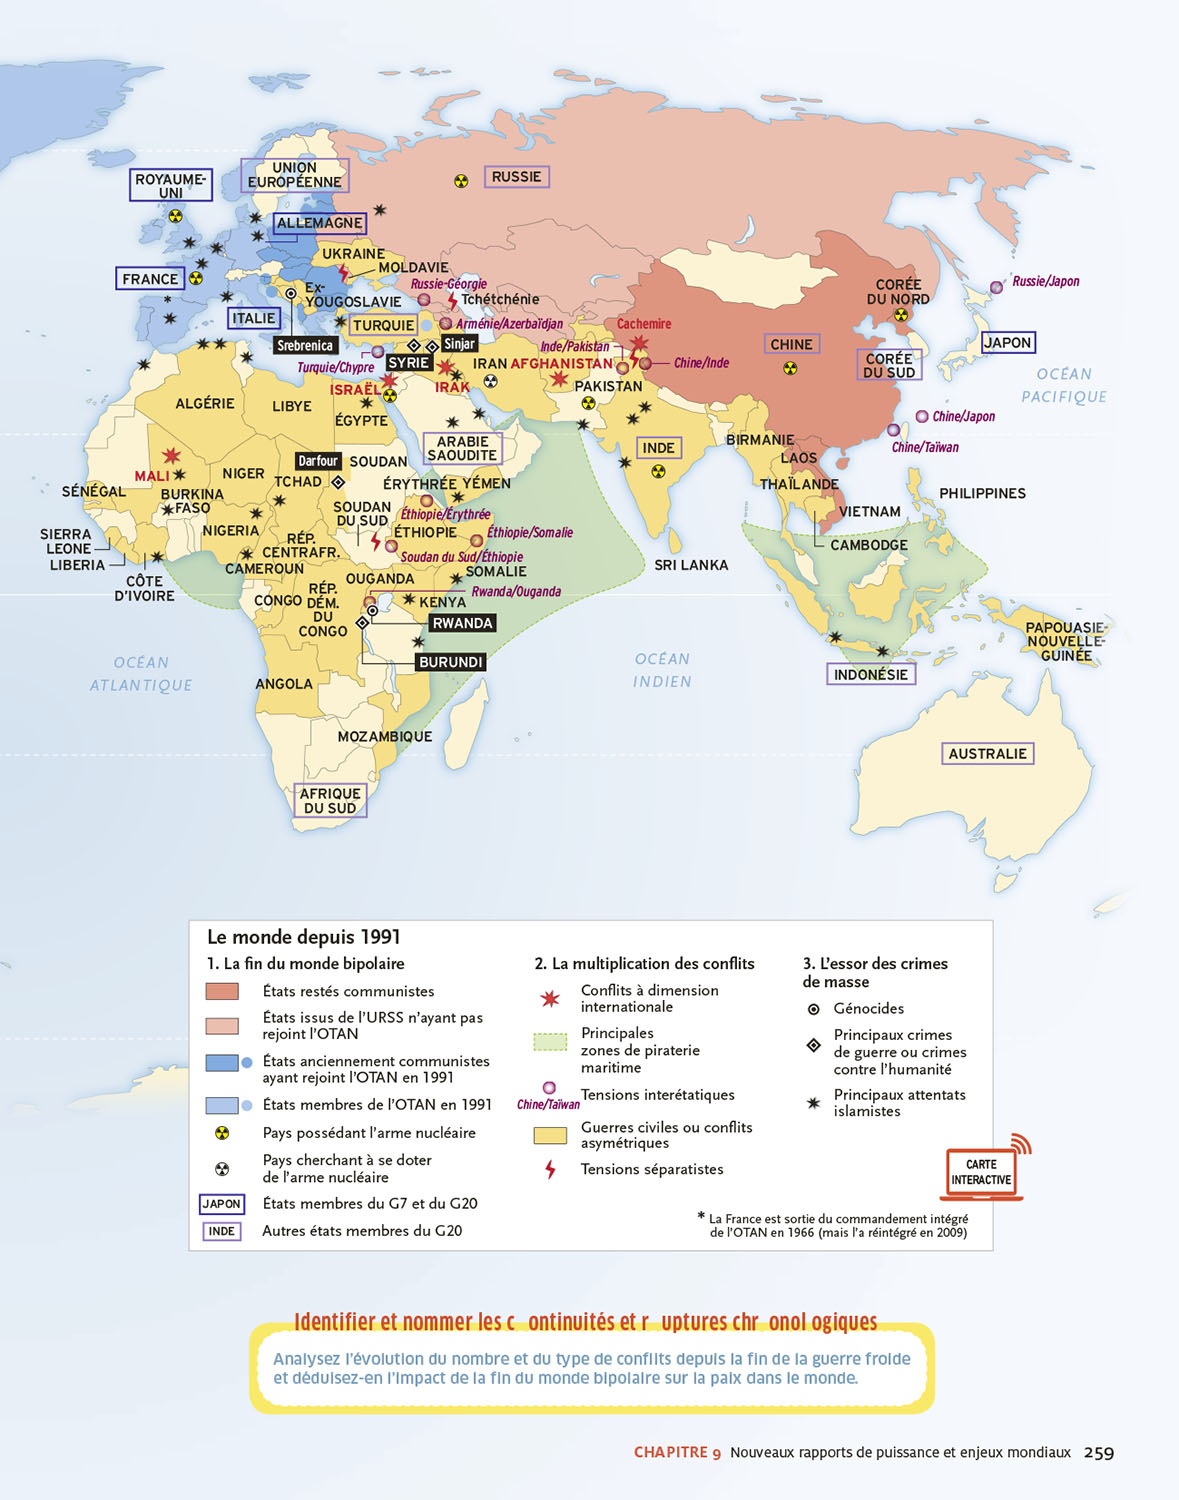 ROYAUME-
UNI
UNION
EUROPÉENNE
RUSSIE
ALLEMAGNE
FRANCE
UKRAINE
MOLDAVIE
Russie-Géorgie
Ex-
YOUGOSLAVIE
Tchétchénie
ITALIE
TURQUIE
Arménie/Azerbaïdjan
Srebrenica
Sinjar
Turquie/Chypre
SYRIE
IRAN
AFGHANISTAN
Inde/Pakistan
Cachemire
Chine/Inde
CHINE
CORÉE
DU NORD
CORÉE
DU SUD
JAPON
Russie/Japon
OCÉAN
PACIFIQUE
Chine/Japon
Chine/Taïwan
ISRAËL
IRAK
PAKISTAN
ALGÉRIE
LIBYE
ÉGYPTE
ARABIE
SAOUDITE
INDE
BIRMANIE
LAOS
THAÏLANDE
VIETNAM
CAMBODGE
PHILIPPINES
MALI
NIGER
Darfour
TCHAD
SOUDAN
ÉRYTHRÉE
YÉMEN
SÉNÉGAL
BURKINA
FASO
SOUDAN
DU SUD
Éthiopie/Érythrée
ÉTHIOPIE
Éthiopie/Somalie
SIERRA
LEONE
LIBERIA
NIGERIA
RÉP.
CENTRAFR.
Soudan du Sud/Éthiopie
SOMALIE
SRI LANKA
CÔTE
D'IVOIRE
CAMEROUN
OUGANDA
Rwanda/Ouganda
CONGO
RÉP.
DÉM.
DU
CONGO
KENYA
RWANDA
BURUNDI
OCÉAN
ATLANTIQUE
OCÉAN
INDIEN
ANGOLA
MOZAMBIQUE
AFRIQUE
DU SUD
INDONÉSIE
PAPOUASIE-
NOUVELLE-
GUINÉE
AUSTRALIE
*
Le monde depuis 1991
1. La fin du monde bipolaire
États restés communistes
États issus de l'URSS n'ayant pas
rejoint l'OTAN
États anciennement communistes
ayant rejoint l'OTAN en 1991
États membres de l'OTAN en 1991
Pays possédant l'arme nucléaire
Pays cherchant à se doter
de l'arme nucléaire
JAPON États membres du G7 et du G20
INDE Autres états membres du G20
2. La multiplication des conflits
Conflits à dimension
internationale
Principales
zones de piraterie
maritime
Chine/Taïwan Tensions interétatiques
Guerres civiles ou conflits
asymétriques
Tensions séparatistes
3. L'essor des crimes
de masse
Génocides
Principaux crimes
de guerre ou crimes
contre l'humanité
Principaux attentats
islamistes
CARTE
INTERACTIVE
* La France est sortie du commandement intégré
de l'OTAN en 1966 (mais l'a réintégré en 2009)
Identifier et nommer les c ontinuités et r uptures chr onol ogiques
Analysez l'évolution du nombre et du type de conflits depuis la fin de la guerre froide
et déduisez-en l'impact de la fin du monde bipolaire sur la paix dans le monde.
CHAPITRE 9 Nouveaux rapports de puissance et enjeux mondiaux 259